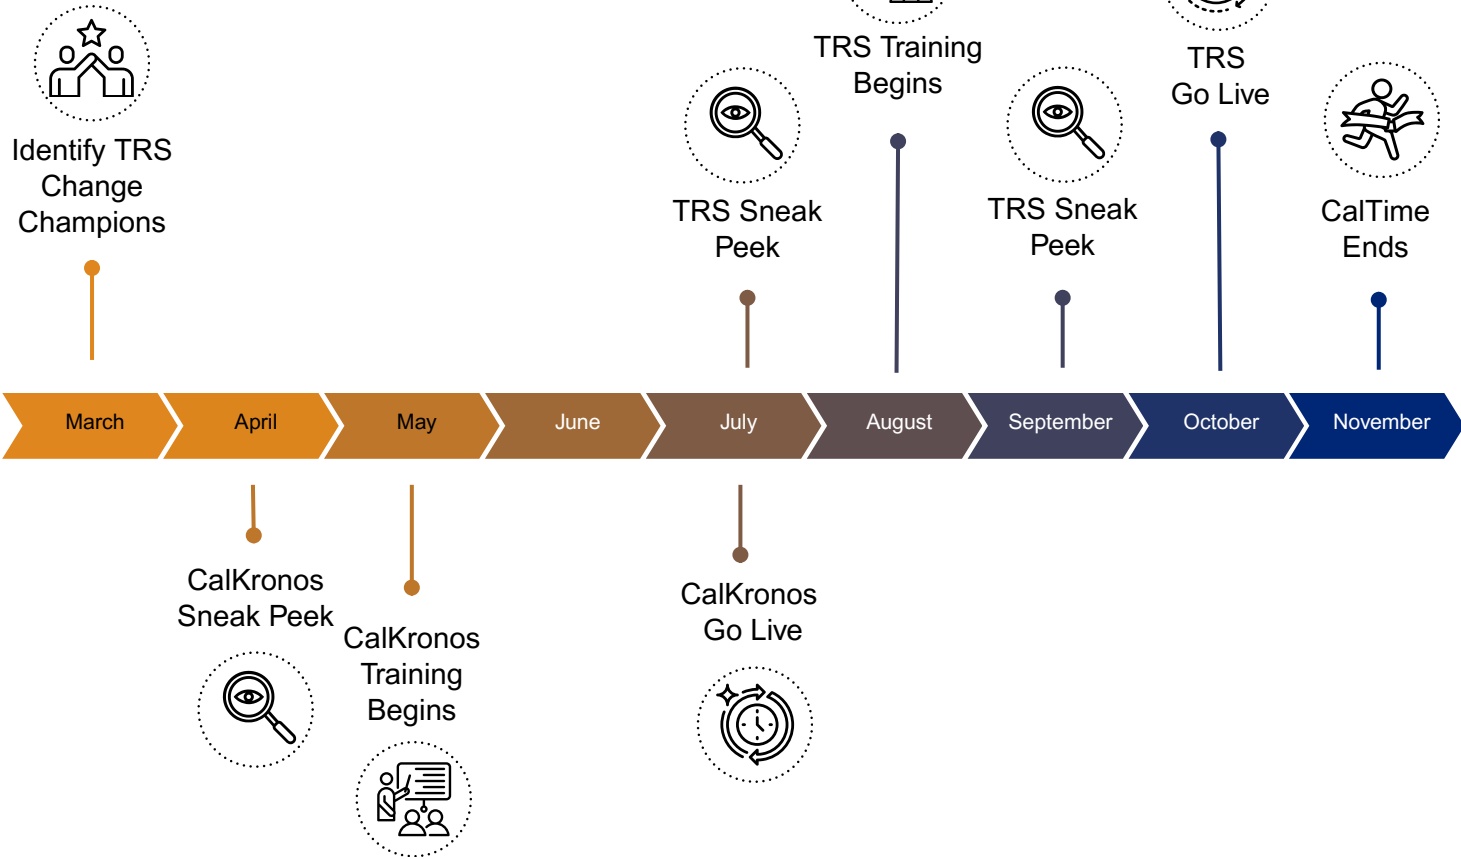 Identify TRS
Change
Champions
TRS Sneak
Peek
TRS Training
Begins
TRS Sneak
Peek
TRS
Go Live
CalTime
Ends
March
April
May
June
July
August
September
October
November
CalKronos
Sneak Peek
CalKronos
Training
Begins
CalKronos
Go Live